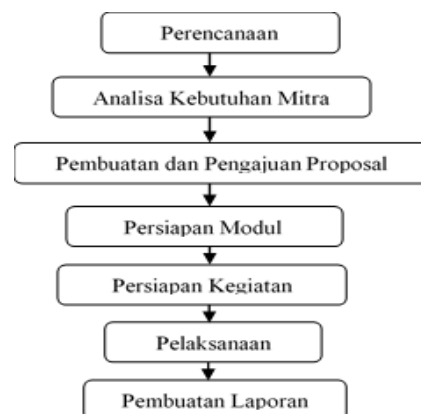 Perencanaan
Analisa Kebutuhan Mitra
Pembuatan dan Pengajuan Proposal
Persiapan Modul
Persiapan Kegiatan
Pelaksanaan
Pembuatan Laporan